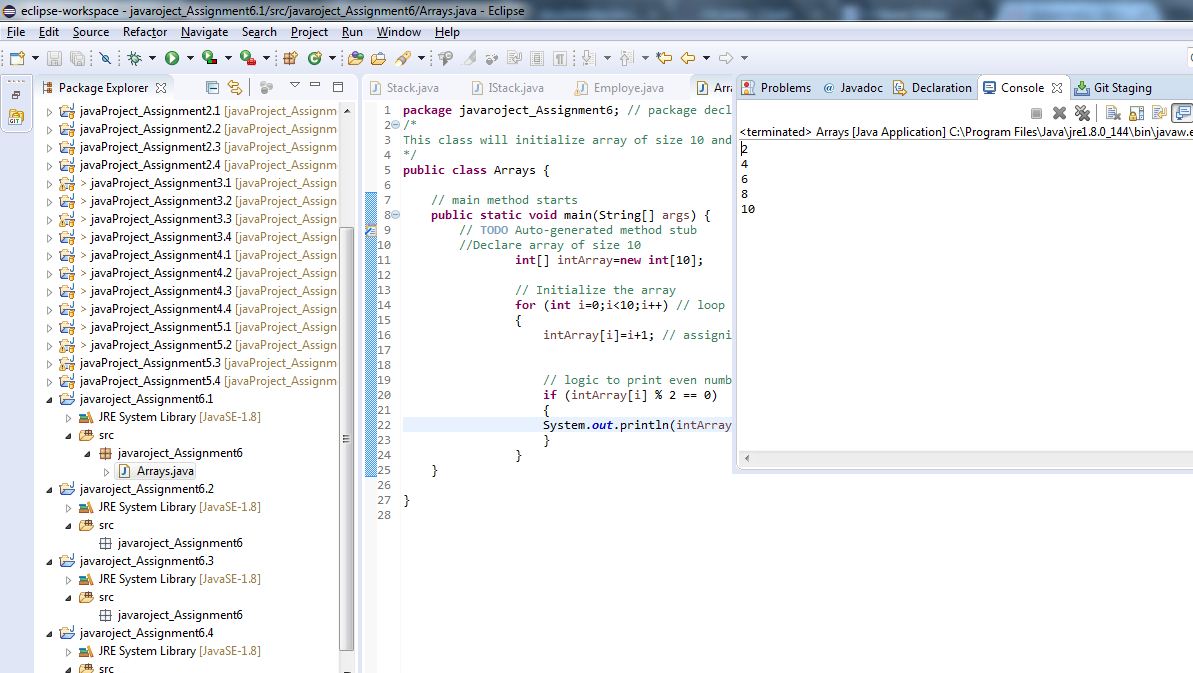 eclipse-workspace - javaroject_Assignment6.1/src/javaroject_Assignment6/Arrays.java - Eclipse
File Edit Source Refactor Navigate Search Project Run Window Help
Package Explorer
javaProject_Assignment2.1 [javaProject_Assignm
javaProject_Assignment2.2 [javaProject_Assignm
javaProject_Assignment2.3 [javaProject_Assignm
javaProject_Assignment2.4 [javaProject_Assignm
> javaProject_Assignment3.1 [javaProject_Assign
> javaProject_Assignment3.2 [javaProject_Assign
> javaProject_Assignment3.3 [javaProject_Assign
> javaProject_Assignment3.4 [javaProject_Assign
> javaProject_Assignment4.1 [javaProject_Assign
> javaProject_Assignment4.2 [javaProject_Assign
> javaProject_Assignment4.3 [javaProject_Assign
> javaProject_Assignment4.4 [javaProject_Assign
> javaProject_Assignment5.1 [javaProject_Assign
> javaProject_Assignment5.2 [javaProject_Assign
javaProject_Assignment5.3 [javaProject_Assignm
javaProject_Assignment5.4 [javaProject_Assignm
javaroject_Assignment6.1
JRE System Library [JavaSE-1.8]
src
javaroject_Assignment6
Arrays.java
javaroject_Assignment6.2
JRE System Library [JavaSE-1.8]
src
javaroject_Assignment6
javaroject_Assignment6.3
JRE System Library [JavaSE-1.8]
src
javaroject_Assignment6
javaroject_Assignment6.4
JRE System Library [JavaSE-1.8]
src
GIT
Stack.java IStack.java Employe.java Arr
1 package javaroject_Assignment6; // package decl
2 /*
3 This class will initialize array of size 10 and
4 */
5 public class Arrays {
6
7 // main method starts
8 public static void main(String[] args) {
9 // TODO Auto-generated method stub
10 //Declare array of size 10
11 int[] intArray=new int[10];
12
13 // Initialize the array
14 for (int i=0;i<10;i++) // loop
15 {
16 intArray[i]=i+1; // assigni
17
18
19 // logic to print even numb
20 if (intArray[i] % 2 == 0)
21 {
22 System.out.println(intArray
23 }
24 }
25 }
26
27 }
28
Problems @ Javadoc Declaration Console Git Staging
<terminated> Arrays [Java Application] C:\Program Files\Java\jre1.8.0_144\bin\javaw.e
2
4
6
8
10